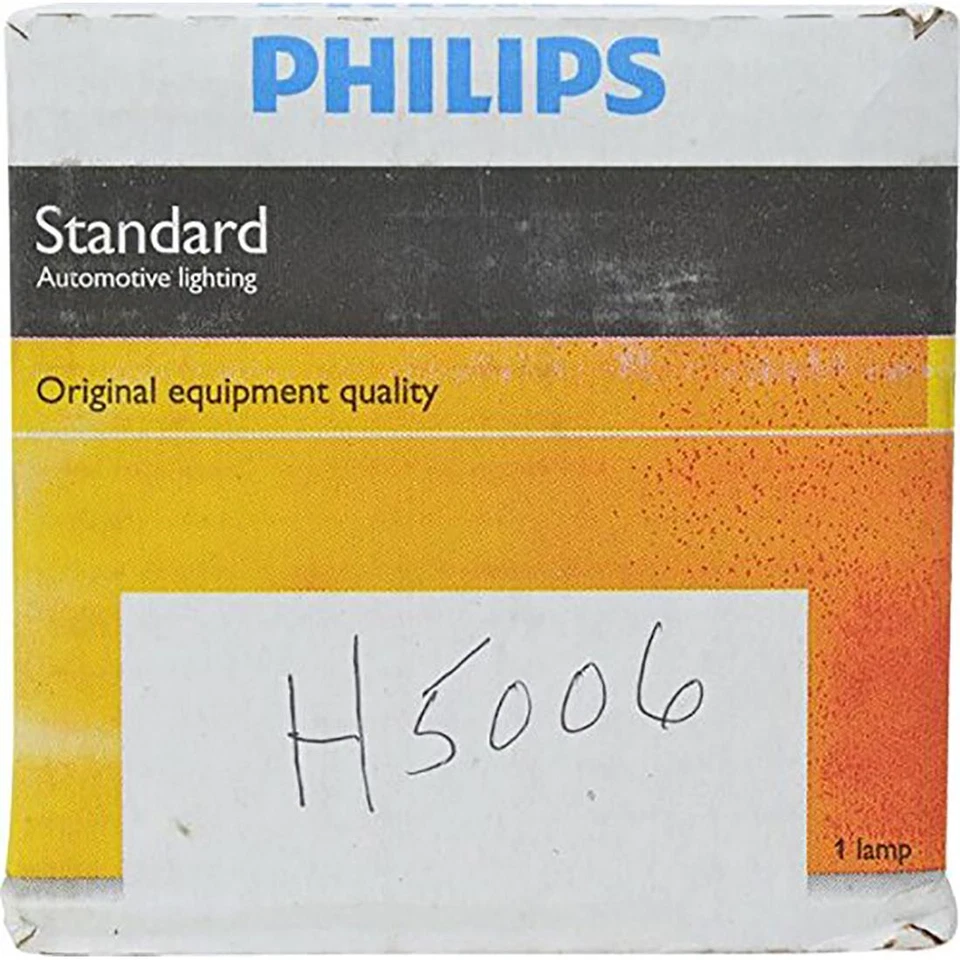 PHILIPS
Standard
Automotive lighting
Original equipment quality
H5006
1 lamp